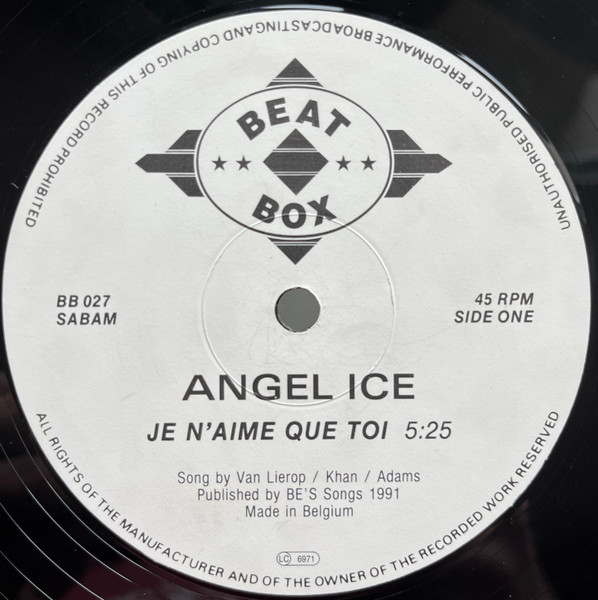 UNAUTHORISED PUBLIC PERFORMANCE BROADCASTING AND COPYING OF THIS RECORD PROHIBITED
BEAT
★★ ★★
BOX
BB 027
SABAM
45 RPM
SIDE ONE
ANGEL ICE
JE N'AIME QUE TOI 5:25
Song by Van Lierop / Khan / Adams
Published by BE'S Songs 1991
Made in Belgium
LC 6971
ALL RIGHTS OF THE MANUFACTURER AND OF THE OWNER OF THE RECORDED WORK RESERVED